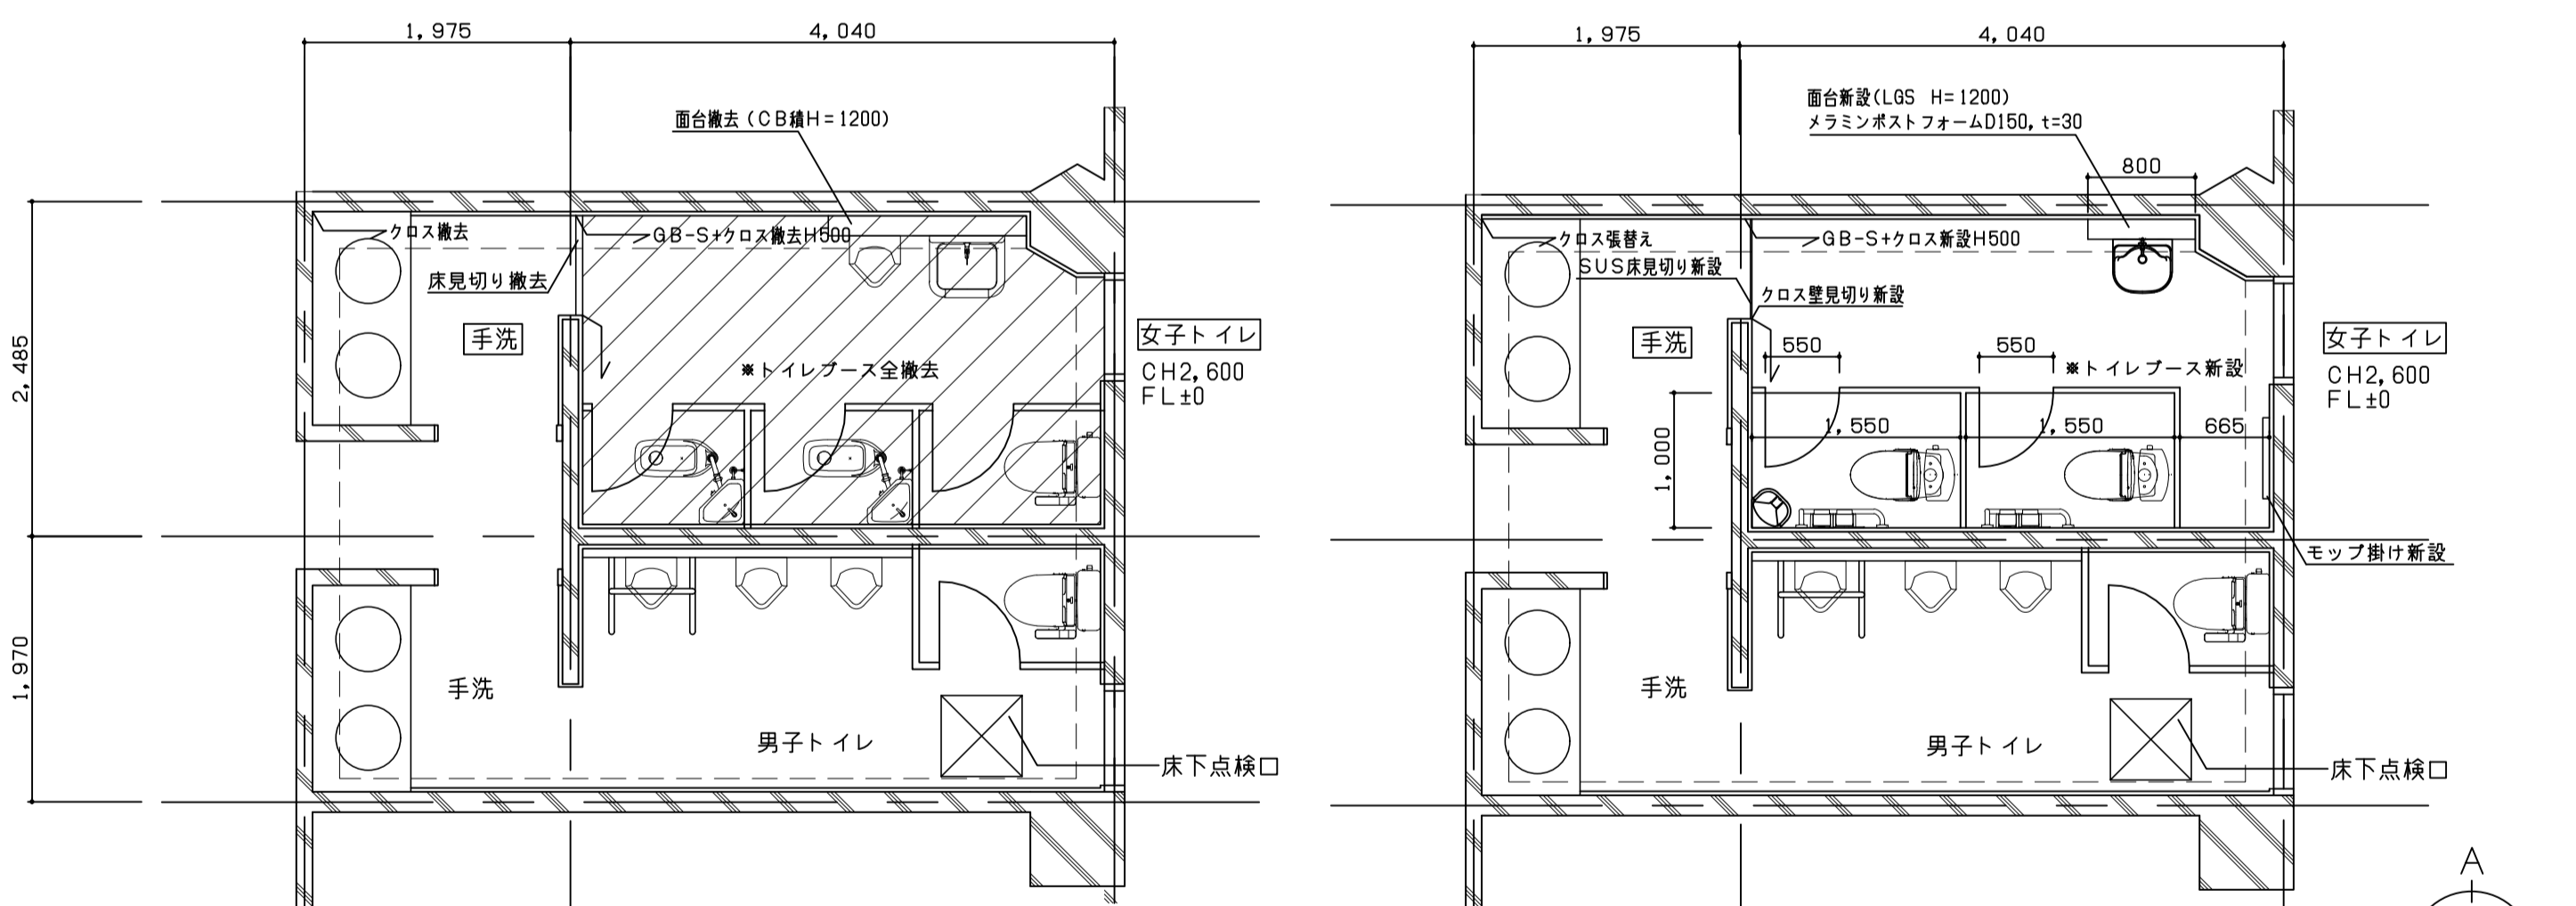 1,975
4,040
面台撤去(CB積H=1200)
クロス撤去
GB-S+クロス撤去H500
床見切り撤去
手洗
女子トイレ
CH2,600
FL±0
※トイレブース全撤去
2,485
1,970
手洗
男子トイレ
床下点検口
1,975
4,040
面台新設(LGS H=1200)
メラミンポストフォームD150,t=30
800
クロス張替え
GB-S+クロス新設H500
SUS床見切り新設
クロス壁見切り新設
手洗
550
550
※トイレブース新設
女子トイレ
CH2,600
FL±0
1,550
1,550
665
1,000
モップ掛け新設
手洗
男子トイレ
床下点検口
A